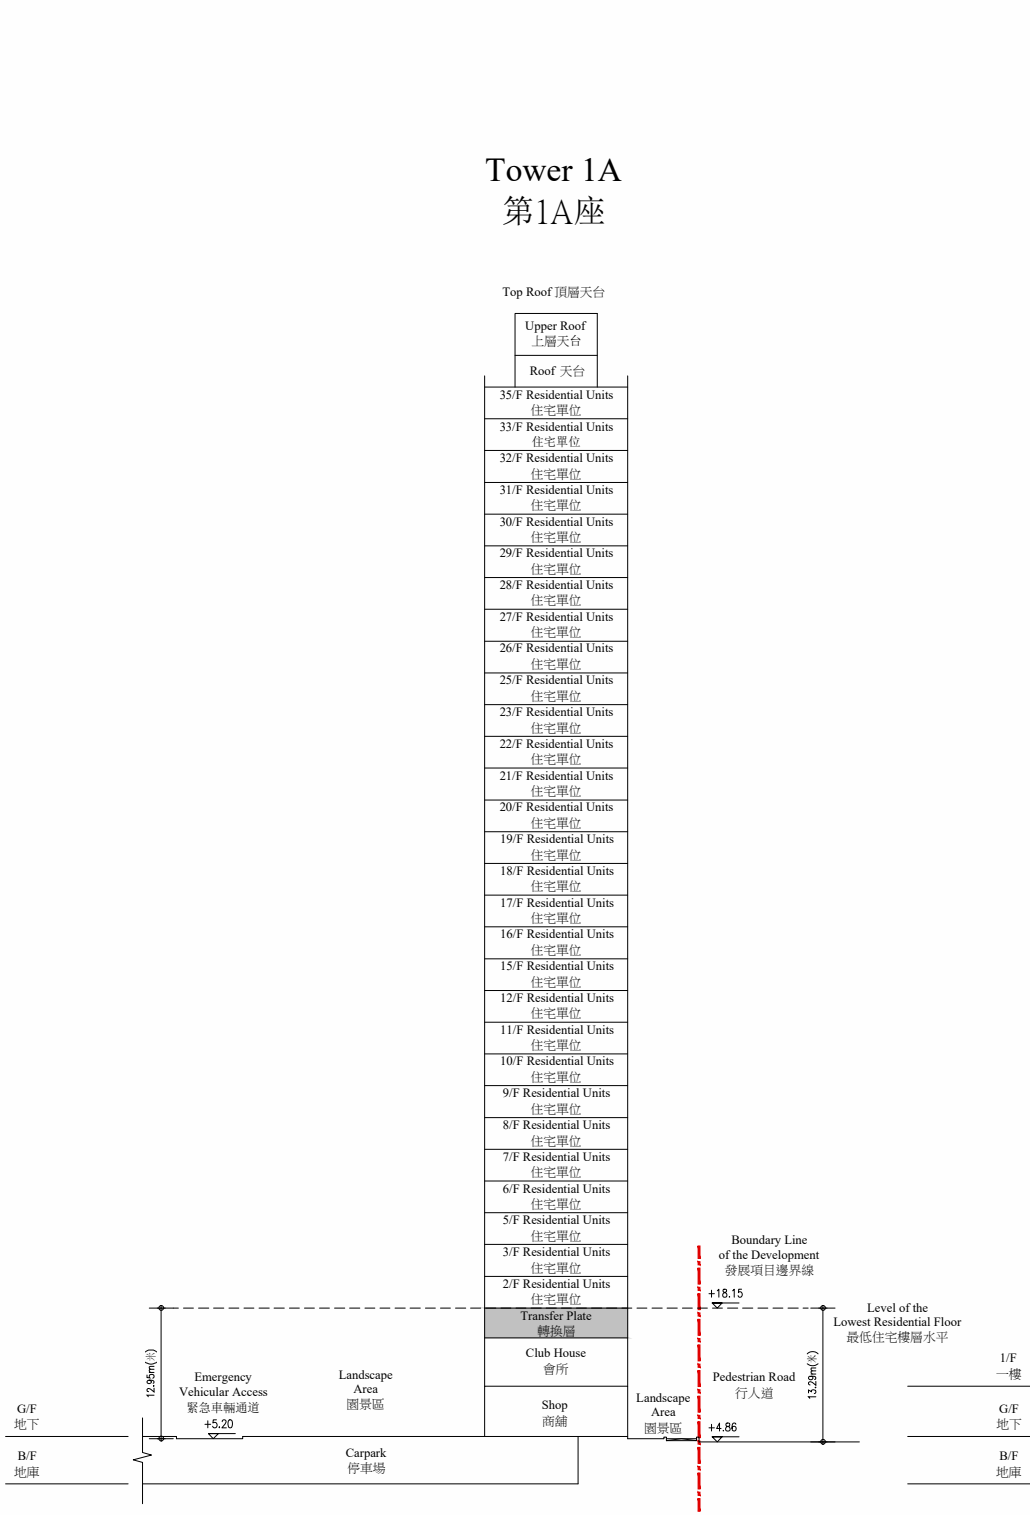 Tower 1A
第1A座
Top Roof 頂層天台
Upper Roof
上層天台
Roof 天台
35/F Residential Units
住宅單位
33/F Residential Units
住宅單位
32/F Residential Units
住宅單位
31/F Residential Units
住宅單位
30/F Residential Units
住宅單位
29/F Residential Units
住宅單位
28/F Residential Units
住宅單位
27/F Residential Units
住宅單位
26/F Residential Units
住宅單位
25/F Residential Units
住宅單位
23/F Residential Units
住宅單位
22/F Residential Units
住宅單位
21/F Residential Units
住宅單位
20/F Residential Units
住宅單位
19/F Residential Units
住宅單位
18/F Residential Units
住宅單位
17/F Residential Units
住宅單位
16/F Residential Units
住宅單位
15/F Residential Units
住宅單位
12/F Residential Units
住宅單位
11/F Residential Units
住宅單位
10/F Residential Units
住宅單位
9/F Residential Units
住宅單位
8/F Residential Units
住宅單位
7/F Residential Units
住宅單位
6/F Residential Units
住宅單位
5/F Residential Units
住宅單位
3/F Residential Units
住宅單位
2/F Residential Units
住宅單位
Transfer Plate
轉換層
Club House
會所
Shop
商舖
Boundary Line
of the Development
發展項目邊界線
+18.15
Level of the
Lowest Residential Floor
最低住宅樓層水平
12.95m(米)
Emergency
Vehicular Access
緊急車輛通道
+5.20
Landscape
Area
園景區
Landscape
Area
園景區
Pedestrian Road
行人道
+4.86
13.29m(米)
1/F
一樓
G/F
地下
G/F
地下
B/F
地庫
Carpark
停車場
B/F
地庫